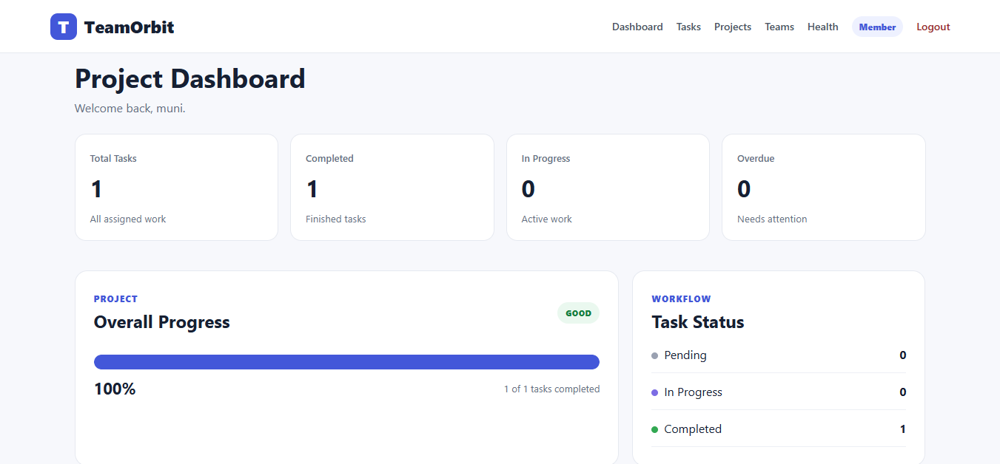 T TeamOrbit Dashboard Tasks Projects Teams Health Member Logout
Project Dashboard
Welcome back, muni.
Total Tasks
1
All assigned work
Completed
1
Finished tasks
In Progress
0
Active work
Overdue
0
Needs attention
PROJECT
Overall Progress
GOOD
100%
1 of 1 tasks completed
WORKFLOW
Task Status
Pending 0
In Progress 0
Completed 1